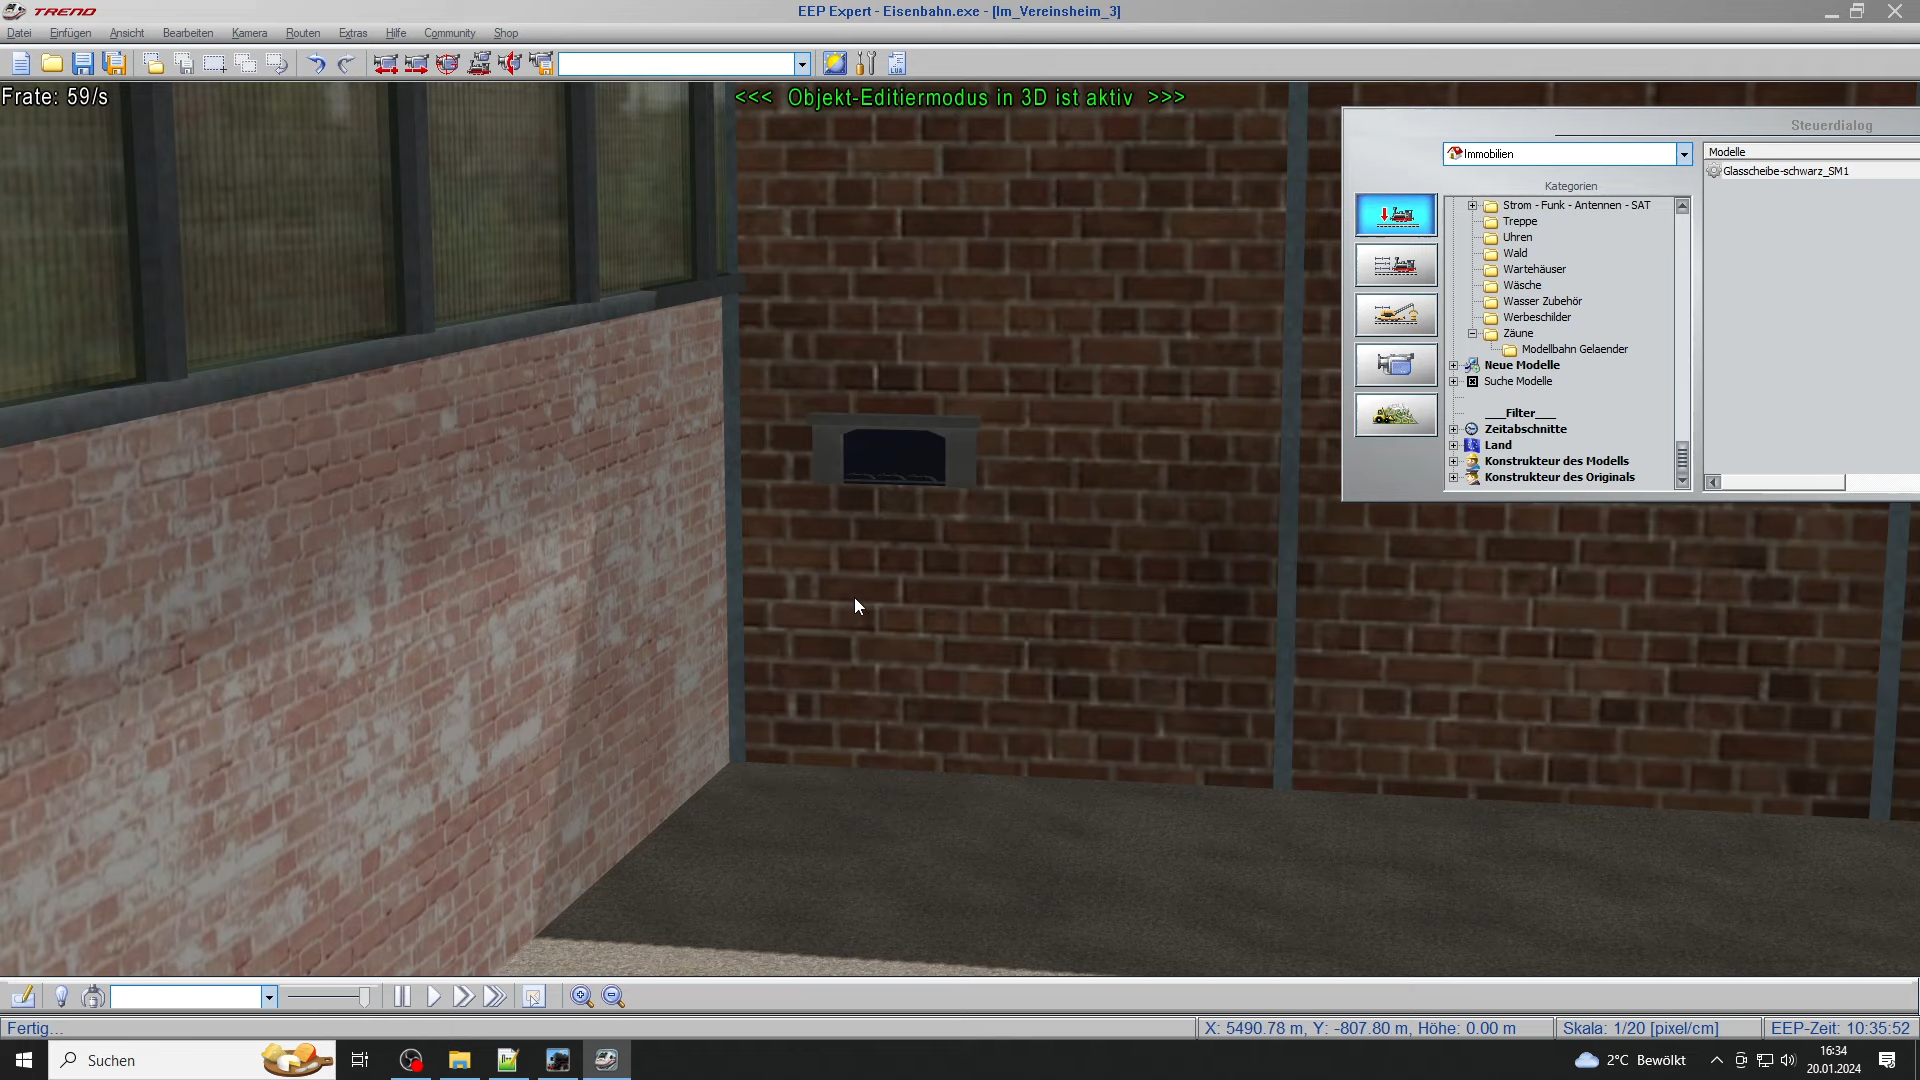 TREND
EEP Expert - Eisenbahn.exe - [Im_Vereinsheim_3]
Datei Einfügen Ansicht Bearbeiten Kamera Routen Extras Hilfe Community Shop
LUA
Frate: 59/s
<<< Objekt-Editiermodus in 3D ist aktiv >>>
Steuerdialog
Immobilien
Modelle
Glasscheibe-schwarz_SM1
Kategorien
Strom - Funk - Antennen - SAT
Treppe
Uhren
Wald
Wartehäuser
Wäsche
Wasser Zubehör
Werbeschilder
Zäune
Modellbahn Gelaender
Neue Modelle
Suche Modelle
___Filter___
Zeitabschnitte
Land
Konstrukteur des Modells
Konstrukteur des Originals
Fertig...
X: 5490.78 m, Y: -807.80 m, Höhe: 0.00 m
Skala: 1/20 [pixel/cm]
EEP-Zeit: 10:35:52
Suchen
2°C Bewölkt
16:34
20.01.2024